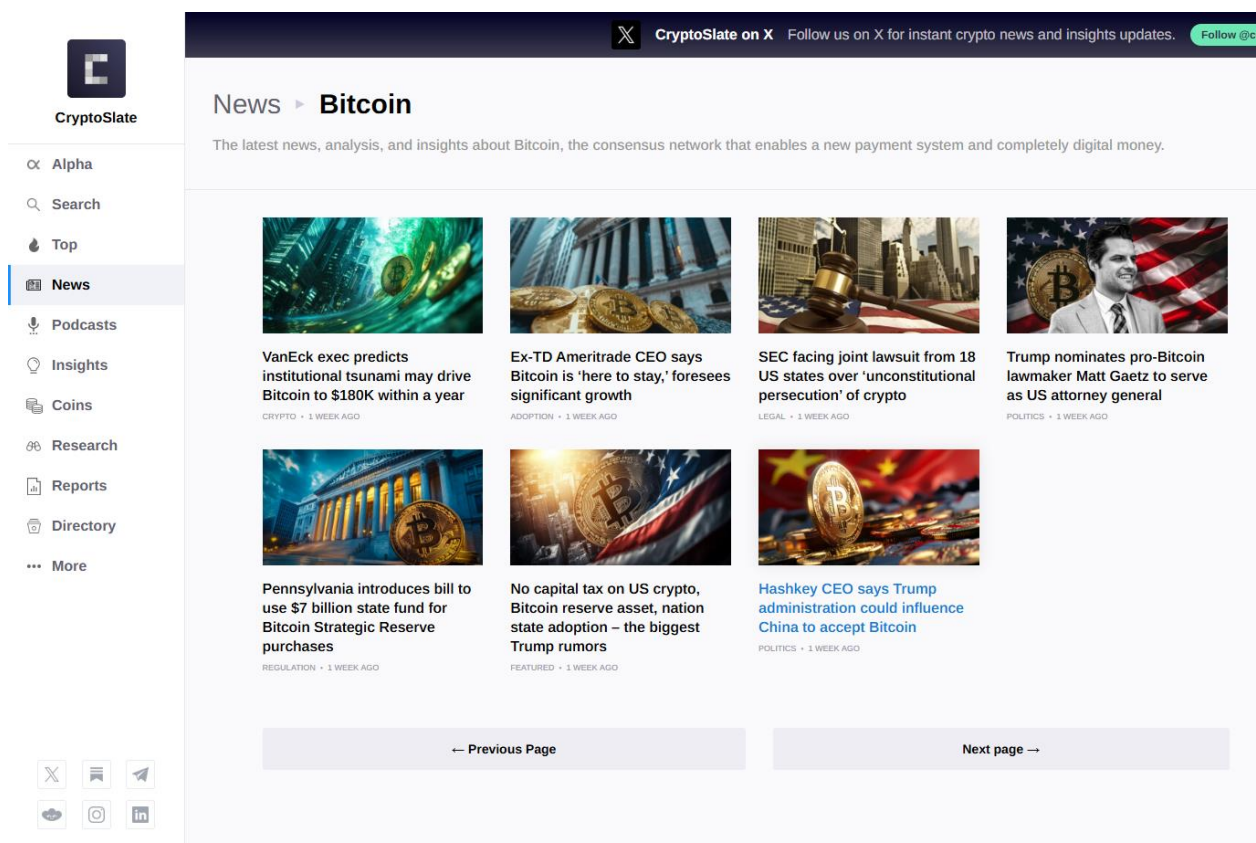 CryptoSlate on X Follow us on X for instant crypto news and insights updates. Follow @c
CryptoSlate
Alpha
Search
Top
News
Podcasts
Insights
Coins
Research
Reports
Directory
More
News ▸ Bitcoin
The latest news, analysis, and insights about Bitcoin, the consensus network that enables a new payment system and completely digital money.
VanEck exec predicts
institutional tsunami may drive
Bitcoin to $180K within a year
CRYPTO • 1 WEEK AGO
Ex-TD Ameritrade CEO says
Bitcoin is ‘here to stay,’ foresees
significant growth
ADOPTION • 1 WEEK AGO
SEC facing joint lawsuit from 18
US states over ‘unconstitutional
persecution’ of crypto
LEGAL • 1 WEEK AGO
Trump nominates pro-Bitcoin
lawmaker Matt Gaetz to serve
as US attorney general
POLITICS • 1 WEEK AGO
Pennsylvania introduces bill to
use $7 billion state fund for
Bitcoin Strategic Reserve
purchases
REGULATION • 1 WEEK AGO
No capital tax on US crypto,
Bitcoin reserve asset, nation
state adoption – the biggest
Trump rumors
FEATURED • 1 WEEK AGO
Hashkey CEO says Trump
administration could influence
China to accept Bitcoin
POLITICS • 1 WEEK AGO
← Previous Page
Next page →